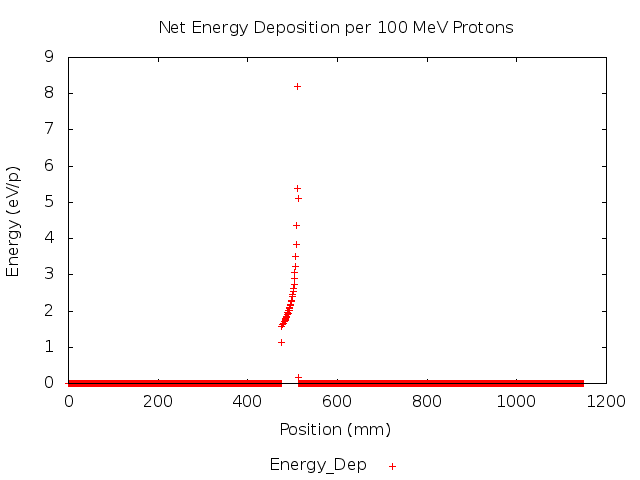 Net Energy Deposition per 100 MeV Protons
9
8
7
6
5
4
3
2
1
0
Energy (eV/p)
0 200 400 600 800 1000 1200
Position (mm)
Energy_Dep